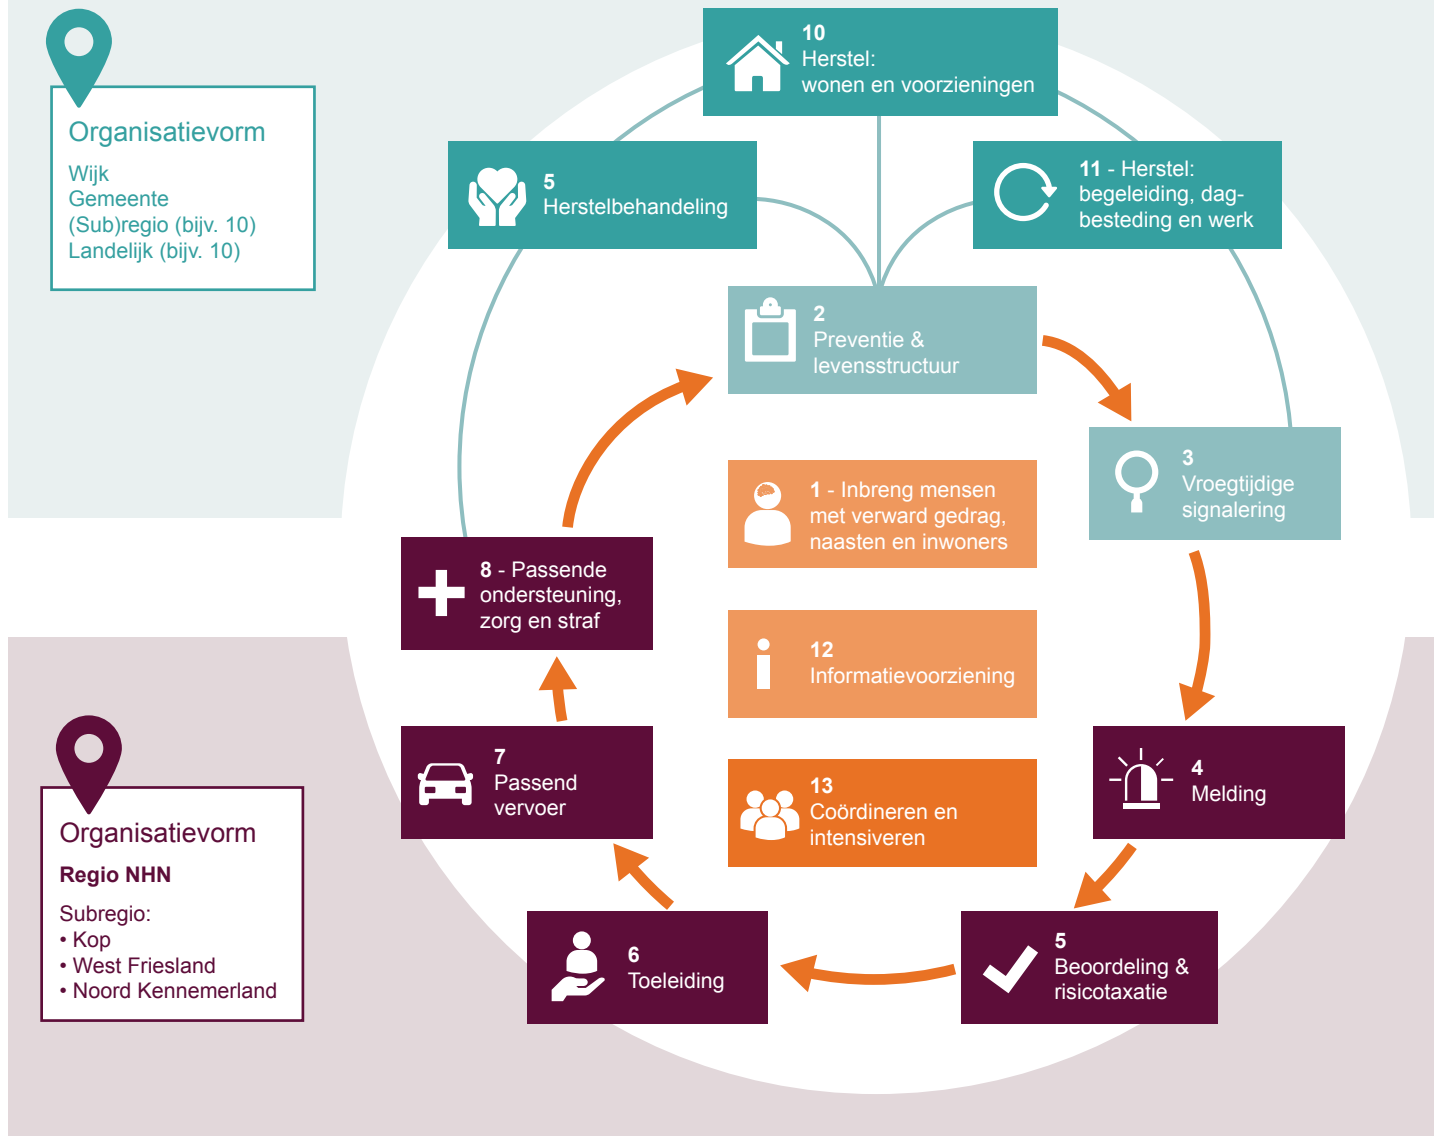 Organisatievorm
Wijk
Gemeente
(Sub)regio (bijv. 10)
Landelijk (bijv. 10)
10
Herstel:
wonen en voorzieningen
5
Herstelbehandeling
11 - Herstel:
begeleiding, dag-
besteding en werk
2
Preventie &
levensstructuur
3
Vroegtijdige
signalering
1 - Inbreng mensen
met verward gedrag,
naasten en inwoners
8 - Passende
ondersteuning,
zorg en straf
12
Informatievoorziening
7
Passend
vervoer
13
Coördineren en
intensiveren
4
Melding
Organisatievorm
Regio NHN
Subregio:
• Kop
• West Friesland
• Noord Kennemerland
6
Toeleiding
5
Beoordeling &
risicotaxatie